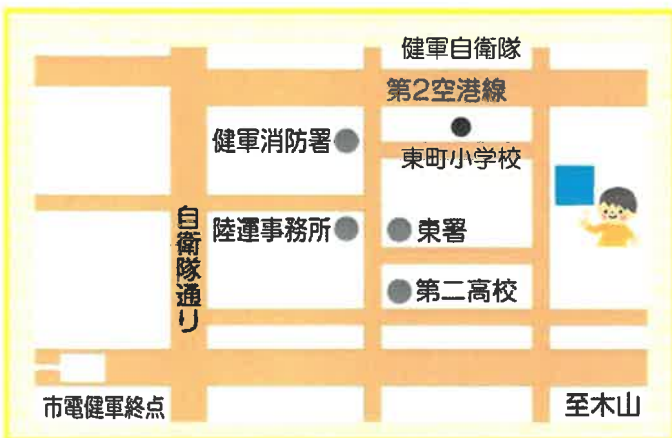 健軍自衛隊
第2空港線
健軍消防署
東町小学校
自衛隊通り
陸運事務所
東署
第二高校
市電健軍終点
至木山